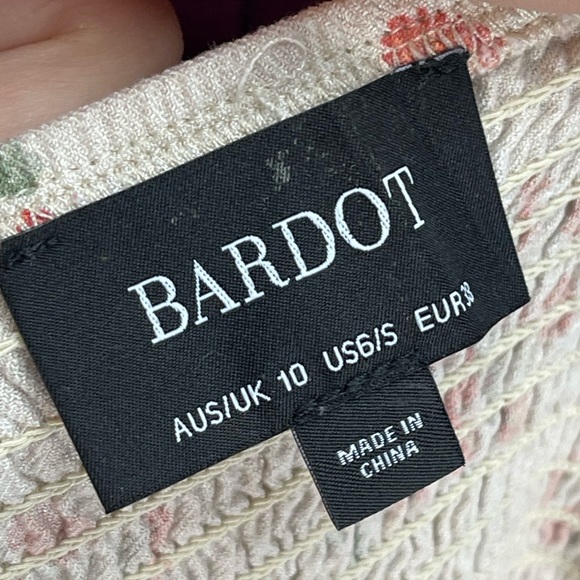 BARDOT
AUS/UK 10 US6/S EUR38
MADE IN
CHINA